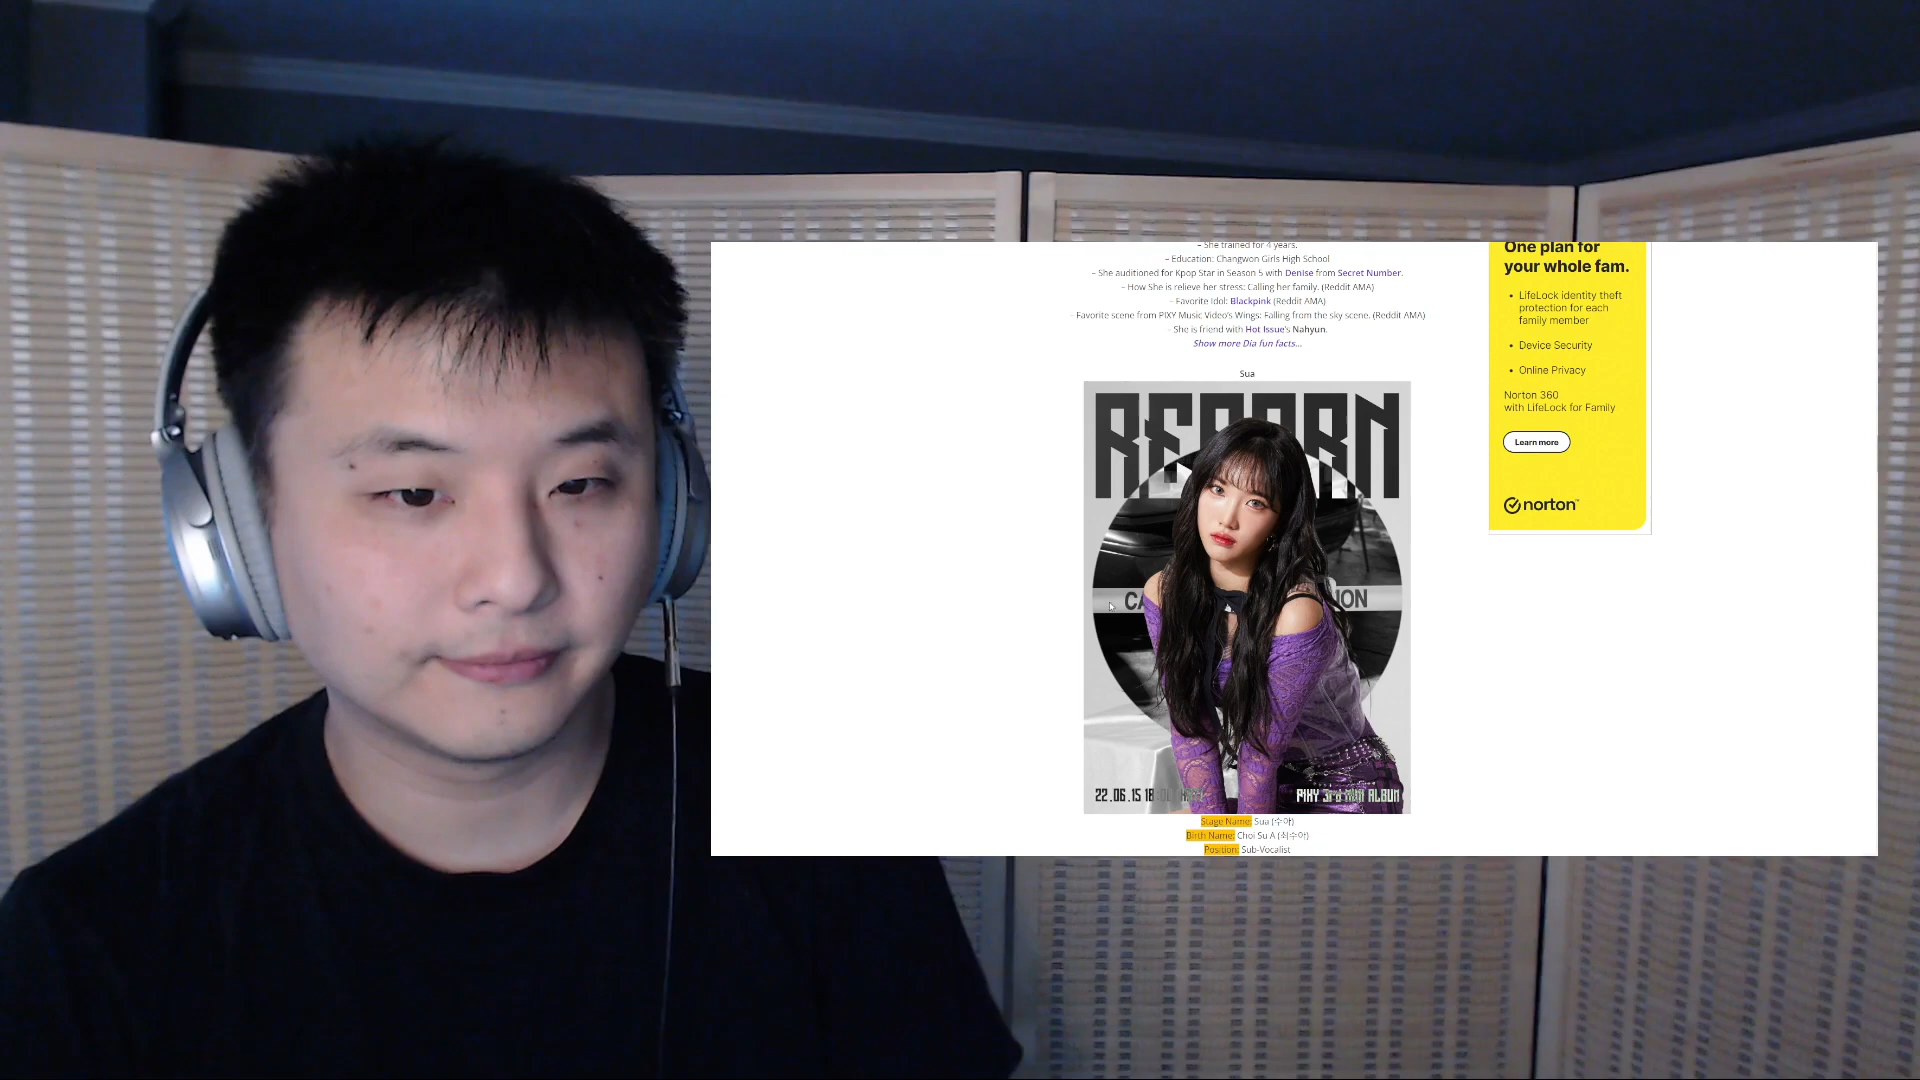 – She trained for 4 years.
– Education: Changwon Girls High School
– She auditioned for Kpop Star in Season 5 with Denise from Secret Number.
– How She is relieve her stress: Calling her family. (Reddit AMA)
– Favorite Idol: Blackpink (Reddit AMA)
– Favorite scene from PIXY Music Video's Wings: Falling from the sky scene. (Reddit AMA)
– She is friend with Hot Issue's Nahyun.
Show more Dia fun facts…
Sua
22.06.15 18:
PIXY 3rd MINI ALBUM
Stage Name: Sua (수아)
Birth Name: Choi Su A (최수아)
Position: Sub-Vocalist
One plan for
your whole fam.
• LifeLock identity theft
protection for each
family member
• Device Security
• Online Privacy
Norton 360
with LifeLock for Family
Learn more
norton™